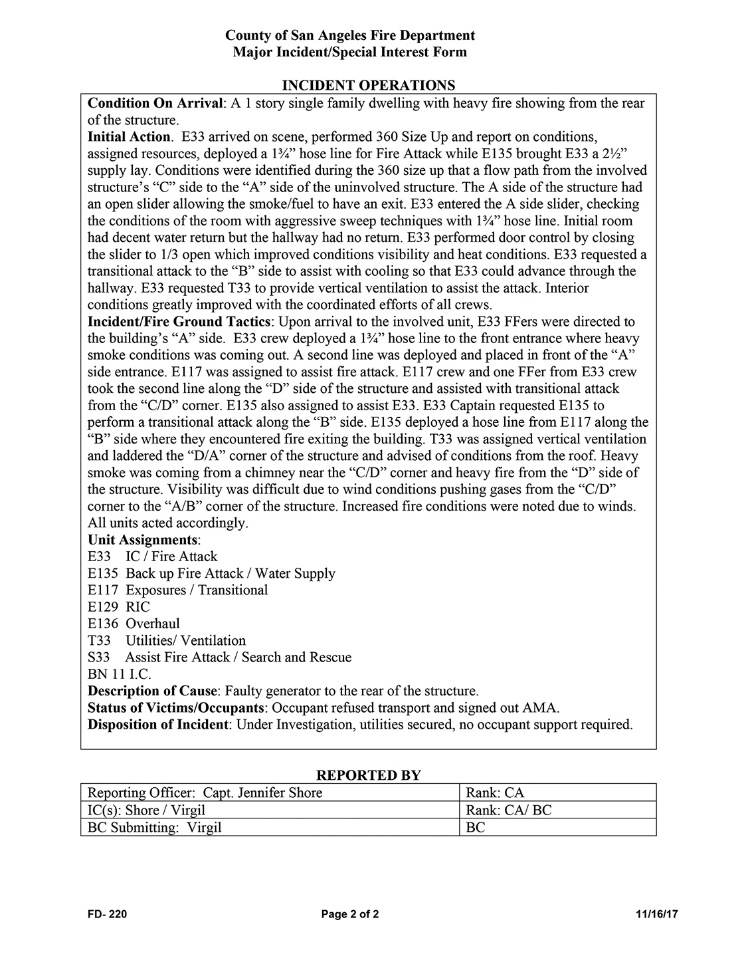 County of San Angeles Fire Department
Major Incident/Special Interest Form
INCIDENT OPERATIONS
Condition On Arrival: A 1 story single family dwelling with heavy fire showing from the rear
of the structure.
Initial Action.  E33 arrived on scene, performed 360 Size Up and report on conditions,
assigned resources, deployed a 1¾” hose line for Fire Attack while E135 brought E33 a 2½”
supply lay. Conditions were identified during the 360 size up that a flow path from the involved
structure’s “C” side to the “A” side of the uninvolved structure. The A side of the structure had
an open slider allowing the smoke/fuel to have an exit. E33 entered the A side slider, checking
the conditions of the room with aggressive sweep techniques with 1¾” hose line. Initial room
had decent water return but the hallway had no return. E33 performed door control by closing
the slider to 1/3 open which improved conditions visibility and heat conditions. E33 requested a
transitional attack to the “B” side to assist with cooling so that E33 could advance through the
hallway. E33 requested T33 to provide vertical ventilation to assist the attack. Interior
conditions greatly improved with the coordinated efforts of all crews.
Incident/Fire Ground Tactics: Upon arrival to the involved unit, E33 FFers were directed to
the building’s “A” side.  E33 crew deployed a 1¾” hose line to the front entrance where heavy
smoke conditions was coming out. A second line was deployed and placed in front of the “A”
side entrance. E117 was assigned to assist fire attack. E117 crew and one FFer from E33 crew
took the second line along the “D” side of the structure and assisted with transitional attack
from the “C/D” corner. E135 also assigned to assist E33. E33 Captain requested E135 to
perform a transitional attack along the “B” side. E135 deployed a hose line from E117 along the
“B” side where they encountered fire exiting the building. T33 was assigned vertical ventilation
and laddered the “D/A” corner of the structure and advised of conditions from the roof. Heavy
smoke was coming from a chimney near the “C/D” corner and heavy fire from the “D” side of
the structure. Visibility was difficult due to wind conditions pushing gases from the “C/D”
corner to the “A/B” corner of the structure. Increased fire conditions were noted due to winds.
All units acted accordingly.
Unit Assignments:
E33 IC / Fire Attack
E135 Back up Fire Attack / Water Supply
E117 Exposures / Transitional
E129 RIC
E136 Overhaul
T33 Utilities/ Ventilation
S33 Assist Fire Attack / Search and Rescue
BN 11 I.C.
Description of Cause: Faulty generator to the rear of the structure.
Status of Victims/Occupants: Occupant refused transport and signed out AMA.
Disposition of Incident: Under Investigation, utilities secured, no occupant support required.
REPORTED BY
Reporting Officer:  Capt. Jennifer Shore Rank: CA
IC(s): Shore / Virgil Rank: CA/ BC
BC Submitting:  Virgil BC
FD- 220 Page 2 of 2 11/16/17